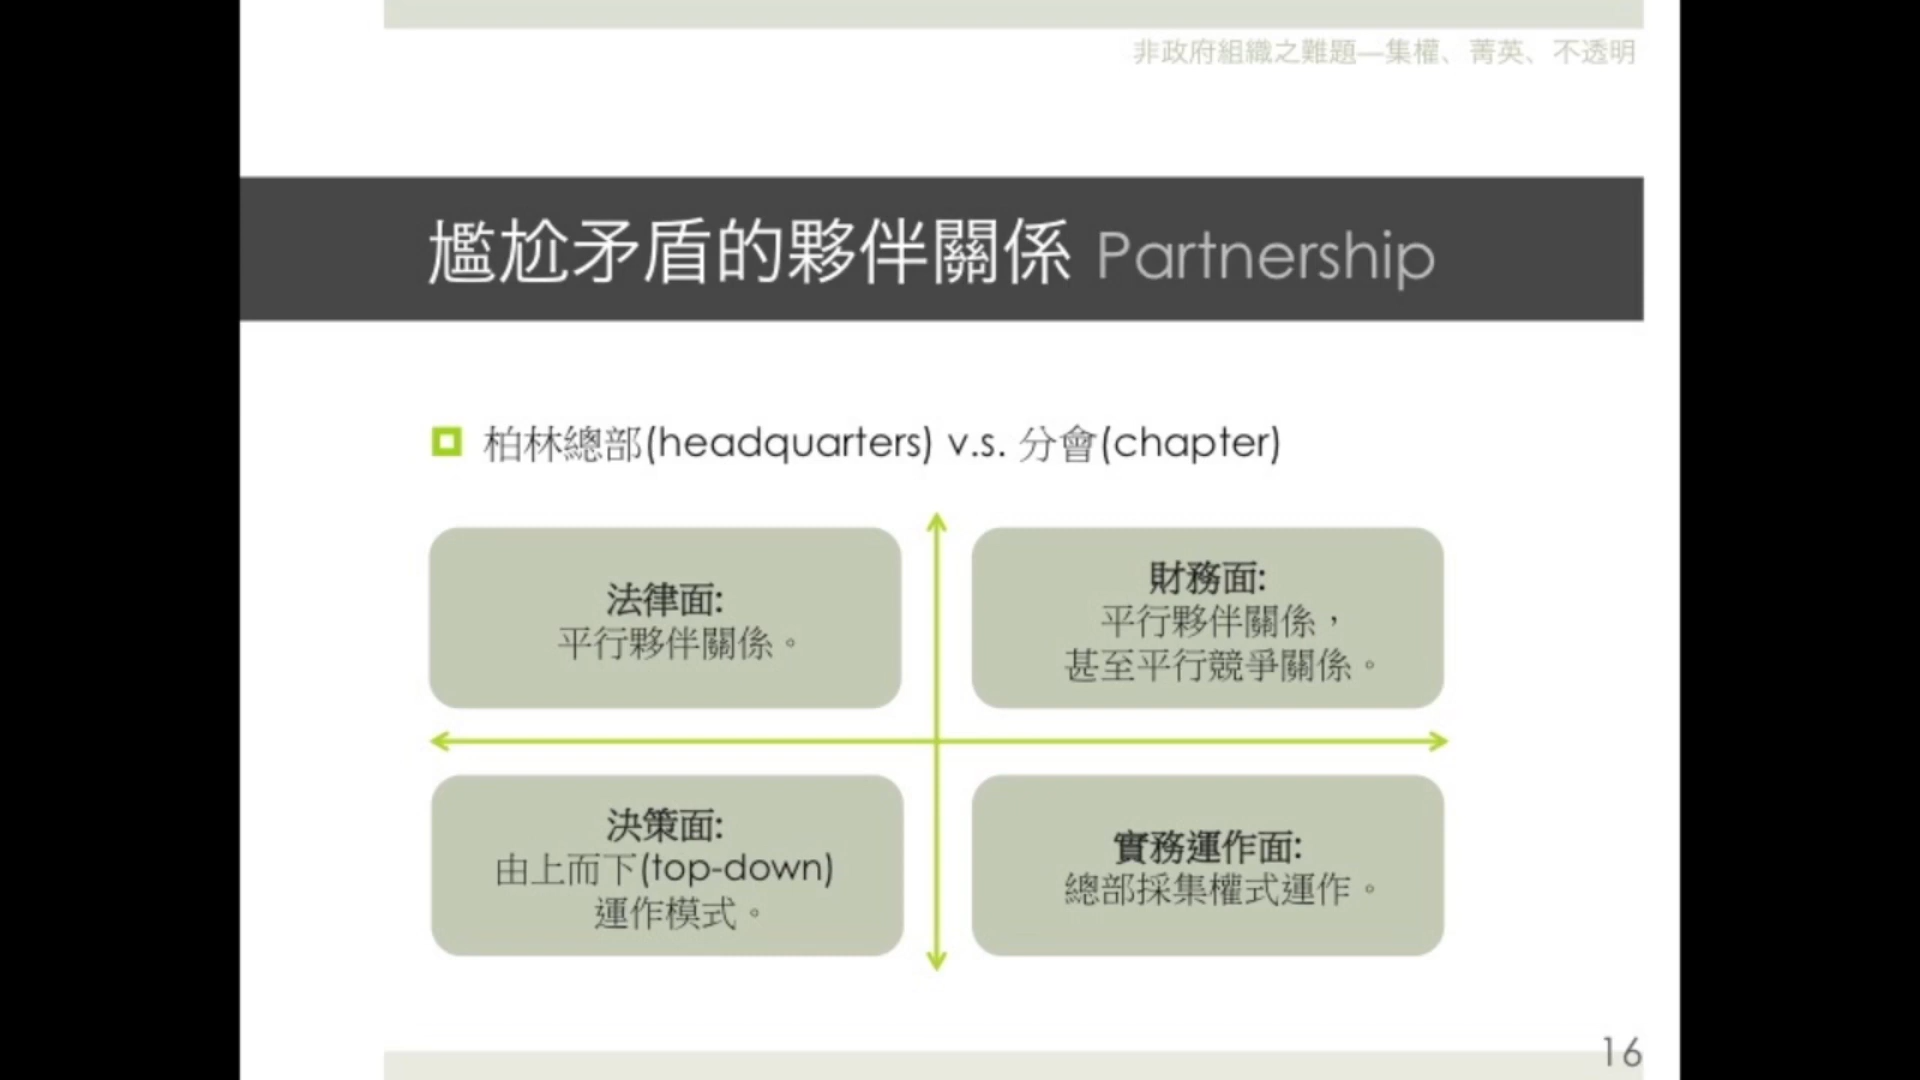 非政府組織之難題—集權、菁英、不透明
尷尬矛盾的夥伴關係 Partnership
柏林總部(headquarters) v.s. 分會(chapter)
法律面:
平行夥伴關係。
財務面:
平行夥伴關係，
甚至平行競爭關係。
決策面:
由上而下(top-down)
運作模式。
實務運作面:
總部採集權式運作。
16